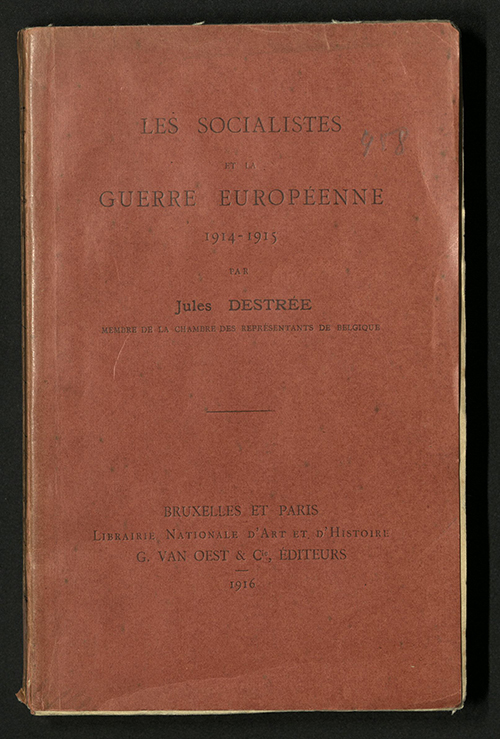 LES SOCIALISTES
ET LA
GUERRE EUROPÉENNE
1914-1915
PAR
Jules DESTRÉE
MEMBRE DE LA CHAMBRE DES REPRÉSENTANTS DE BELGIQUE
BRUXELLES ET PARIS
LIBRAIRIE NATIONALE D'ART ET D'HISTOIRE
G. VAN OEST & Cie, ÉDITEURS
1916